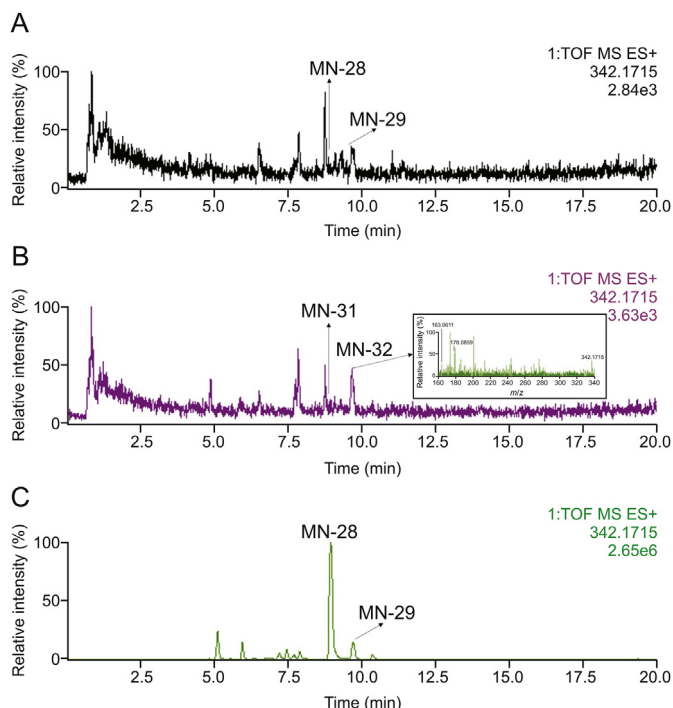 A
1:TOF MS ES+
342.1715
2.84e3
Relative intensity (%)
100
50
0
MN-28
MN-29
2.5 5.0 7.5 10.0 12.5 15.0 17.5 20.0
Time (min)
B
1:TOF MS ES+
342.1715
3.63e3
Relative intensity (%)
100
50
0
MN-31
MN-32
Relative intensity (%)
100
50
0
163.0611
178.0859
342.1715
160 180 200 220 240 260 280 300 320 340
m/z
2.5 5.0 7.5 10.0 12.5 15.0 17.5 20.0
Time (min)
C
1:TOF MS ES+
342.1715
2.65e6
Relative intensity (%)
100
50
0
MN-28
MN-29
2.5 5.0 7.5 10.0 12.5 15.0 17.5 20.0
Time (min)